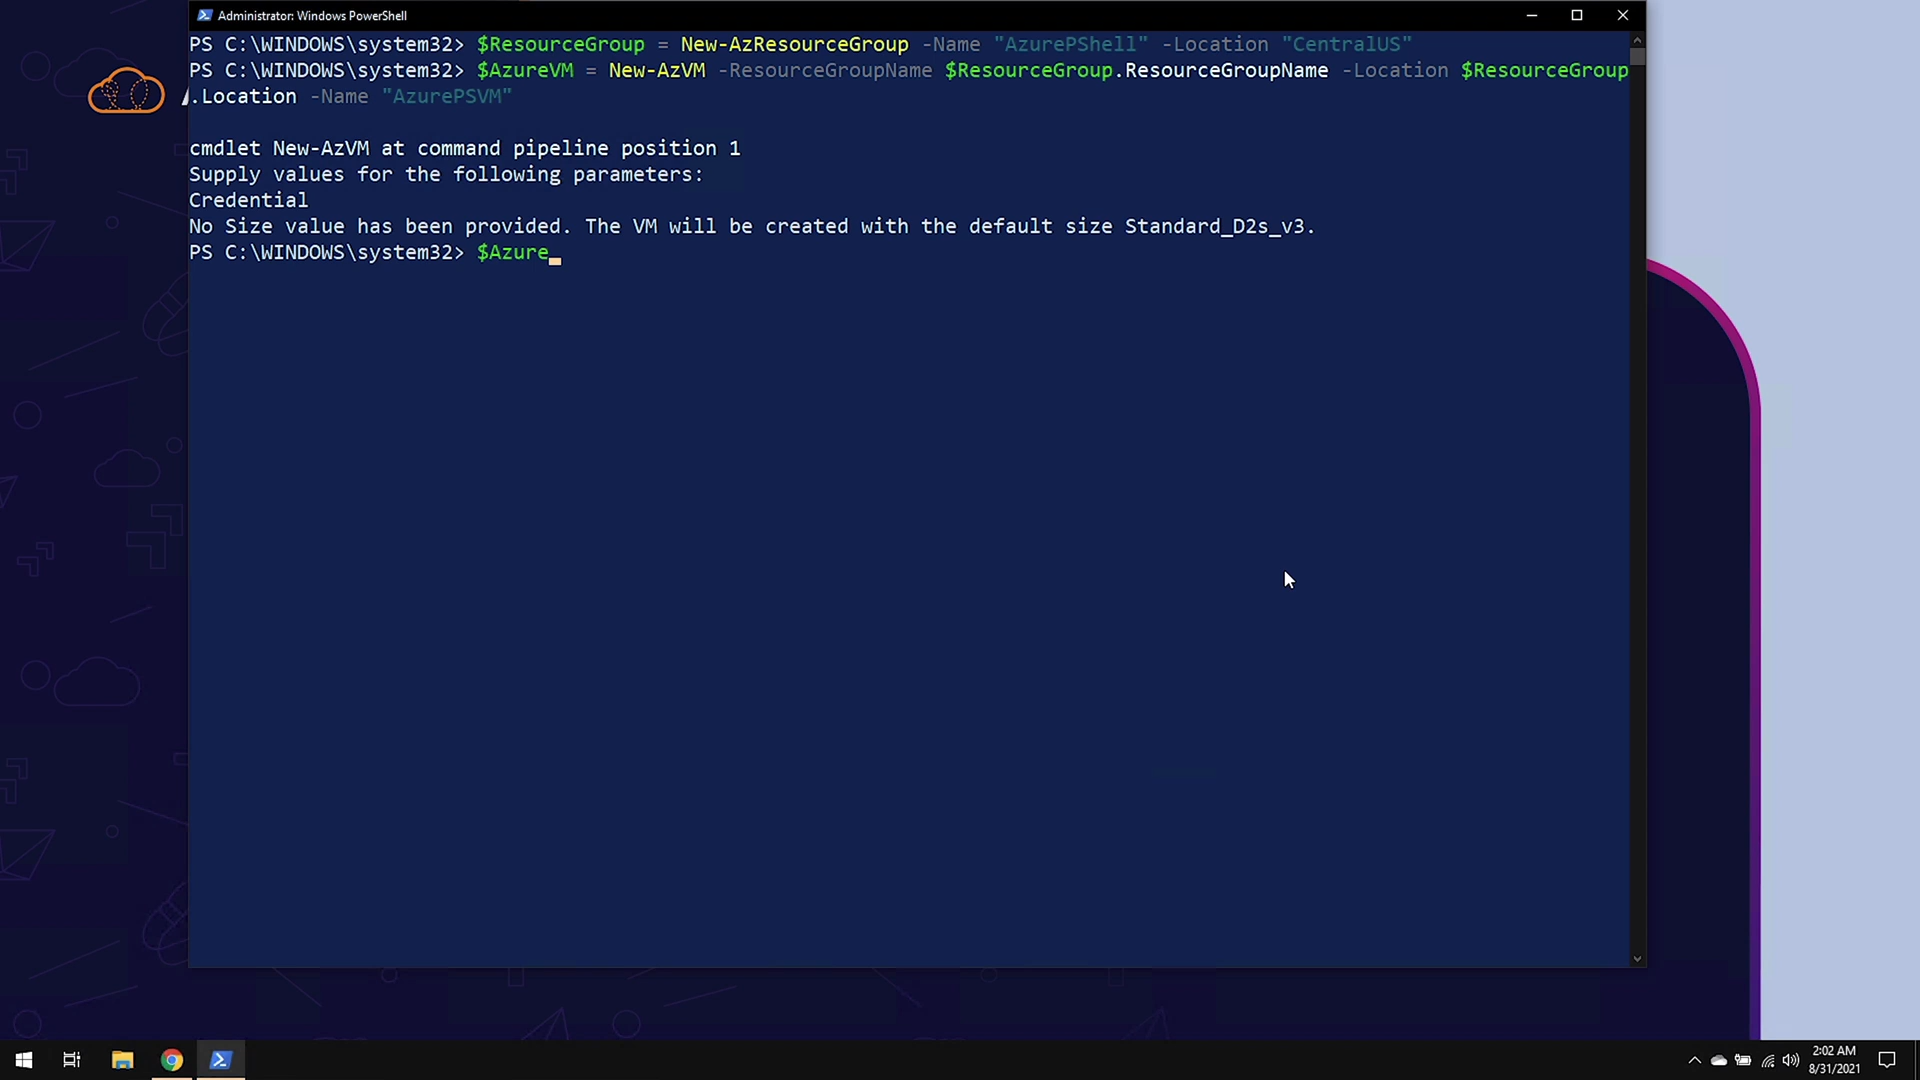 Administrator: Windows PowerShell
PS C:\WINDOWS\system32> $ResourceGroup = New-AzResourceGroup -Name "AzurePShell" -Location "CentralUS"
PS C:\WINDOWS\system32> $AzureVM = New-AzVM -ResourceGroupName $ResourceGroup.ResourceGroupName -Location $ResourceGroup
.Location -Name "AzurePSVM"
cmdlet New-AzVM at command pipeline position 1
Supply values for the following parameters:
Credential
No Size value has been provided. The VM will be created with the default size Standard_D2s_v3.
PS C:\WINDOWS\system32> $Azure_
2:02 AM
8/31/2021